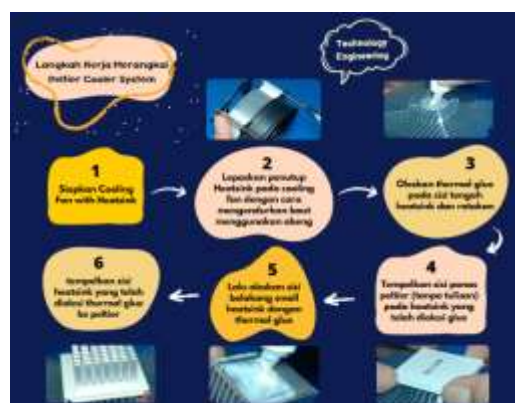 Langkah Kerja Merangkai
Peltier Cooler System
Technology
Engineering
1
Siapkan Cooling
Fan with Heatsink
2
Lepaskan penutup
Heatsink pada cooling
fan dengan cara
mengendurkan baut
menggunakan obeng
3
Oleskan thermal glue
pada sisi tengah
heatsink dan ratakan
4
Tempelkan sisi panas
peltier (tanpa tulisan)
pada heatsink yang
telah diolesi glue
5
Lalu oleskan sisi
belakang small
heatsink dengan
thermal glue
6
tempelkan sisi
heatsink yang telah
diolesi thermal glue
ke peltier